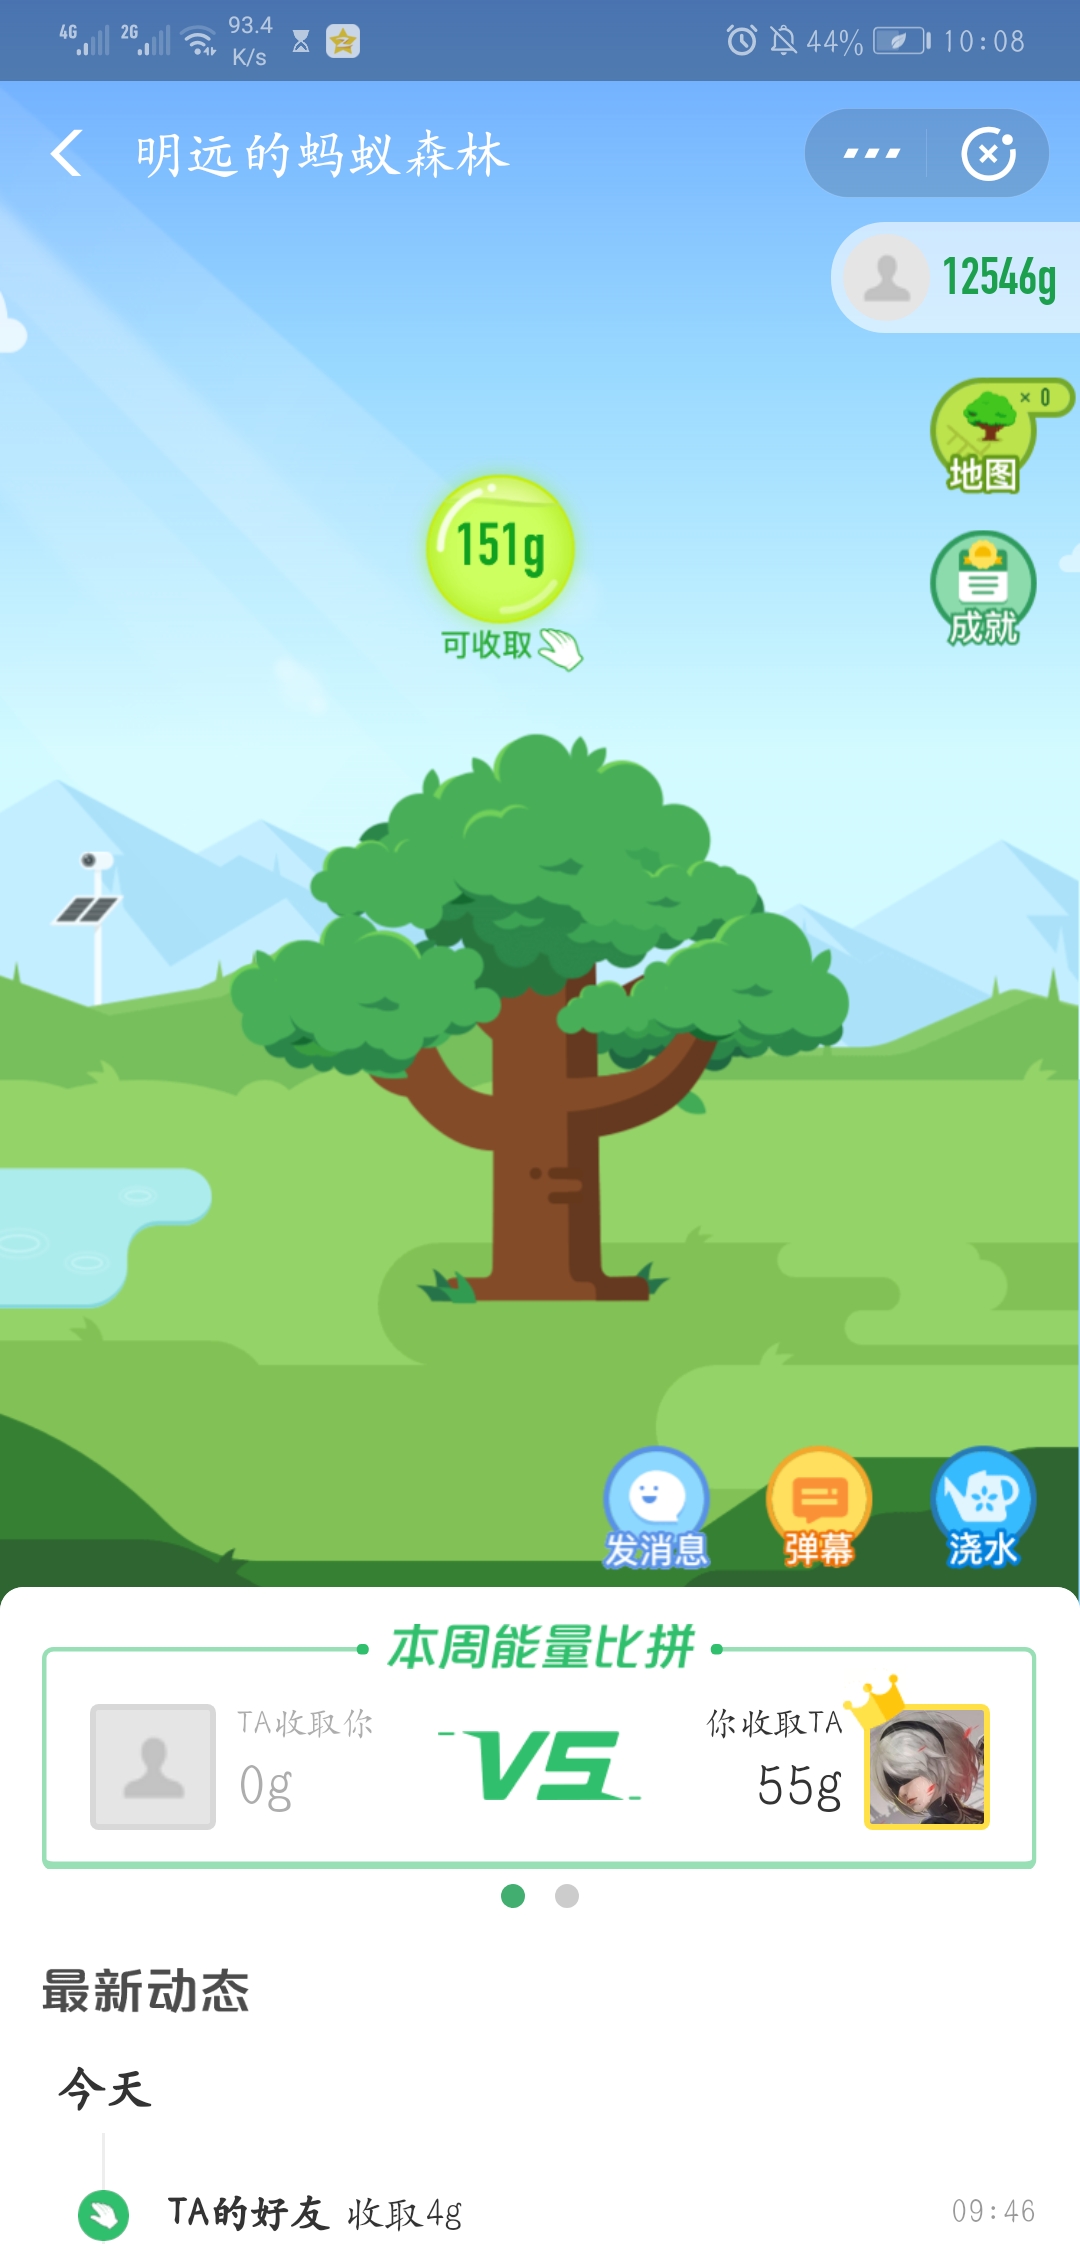 4G 2G 93.4 K/s 44% 10:08
明远的蚂蚁森林
12546g
× 0
地图
151g
可收取
成就
发消息 弹幕 浇水
本周能量比拼
TA收取你 VS 你收取TA
0g 55g
最新动态
今天
TA的好友 收取4g 09:46